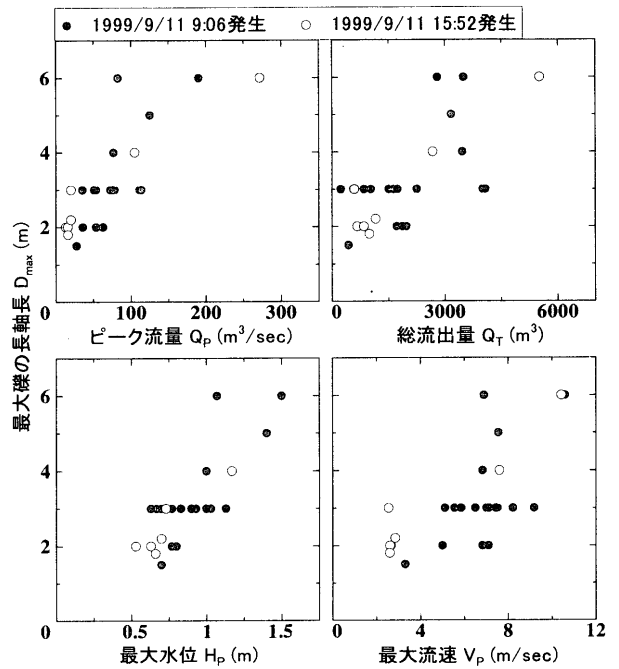 ● 1999/9/11 9:06発生 ○ 1999/9/11 15:52発生
最大礫の長軸長 Dmax (m)
6
4
2
0
0 100 200 300
ピーク流量 QP (m³/sec)
0 3000 6000
総流出量 QT (m³)
6
4
2
0
0.5 1 1.5
最大水位 HP (m)
0 4 8 12
最大流速 VP (m/sec)